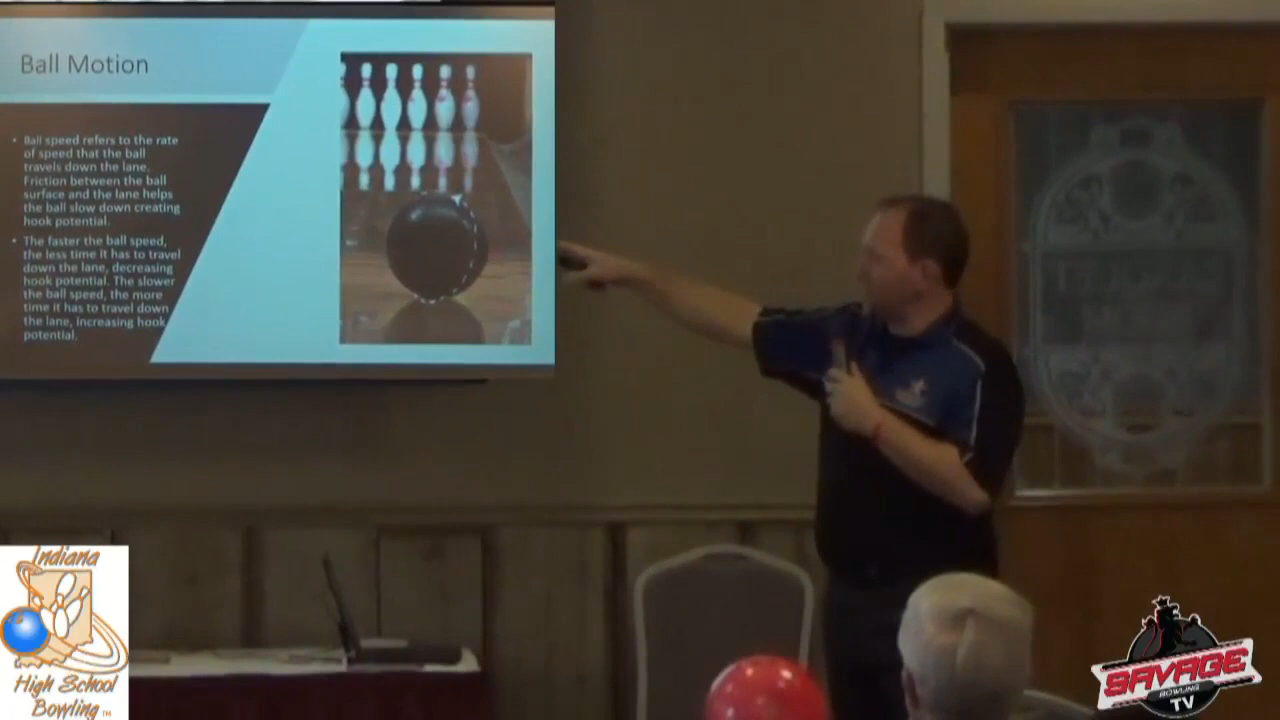 Ball Motion
• Ball speed refers to the rate
of speed that the ball
travels down the lane.
Friction between the ball
surface and the lane helps
the ball slow down creating
hook potential.
• The faster the ball speed,
the less time it has to travel
down the lane, decreasing
hook potential. The slower
the ball speed, the more
time it has to travel down
the lane, increasing hook
potential.
Indiana
High School
Bowling TM
SAVAGE
BOWLING
TV